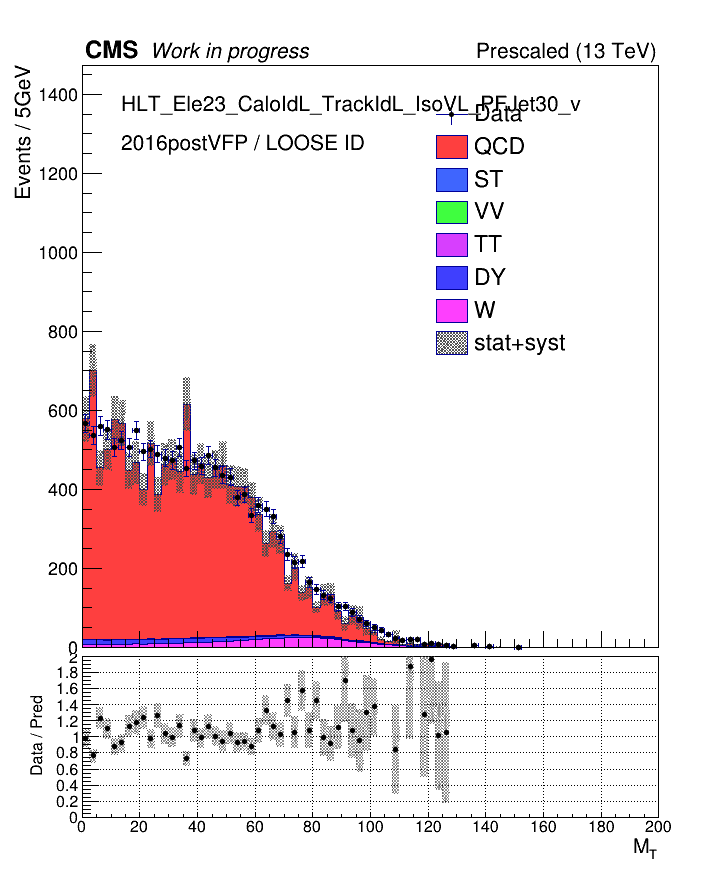 CMS Work in progress Prescaled (13 TeV)
Events / 5GeV
HLT_Ele23_CaloIdL_TrackIdL_IsoVL_PFJet30_v
2016postVFP / LOOSE ID
Data
QCD
ST
VV
TT
DY
W
stat+syst
1400
1200
1000
800
600
400
200
0
Data / Pred
2
1.8
1.6
1.4
1.2
1
0.8
0.6
0.4
0.2
0
0 20 40 60 80 100 120 140 160 180 200
M_T